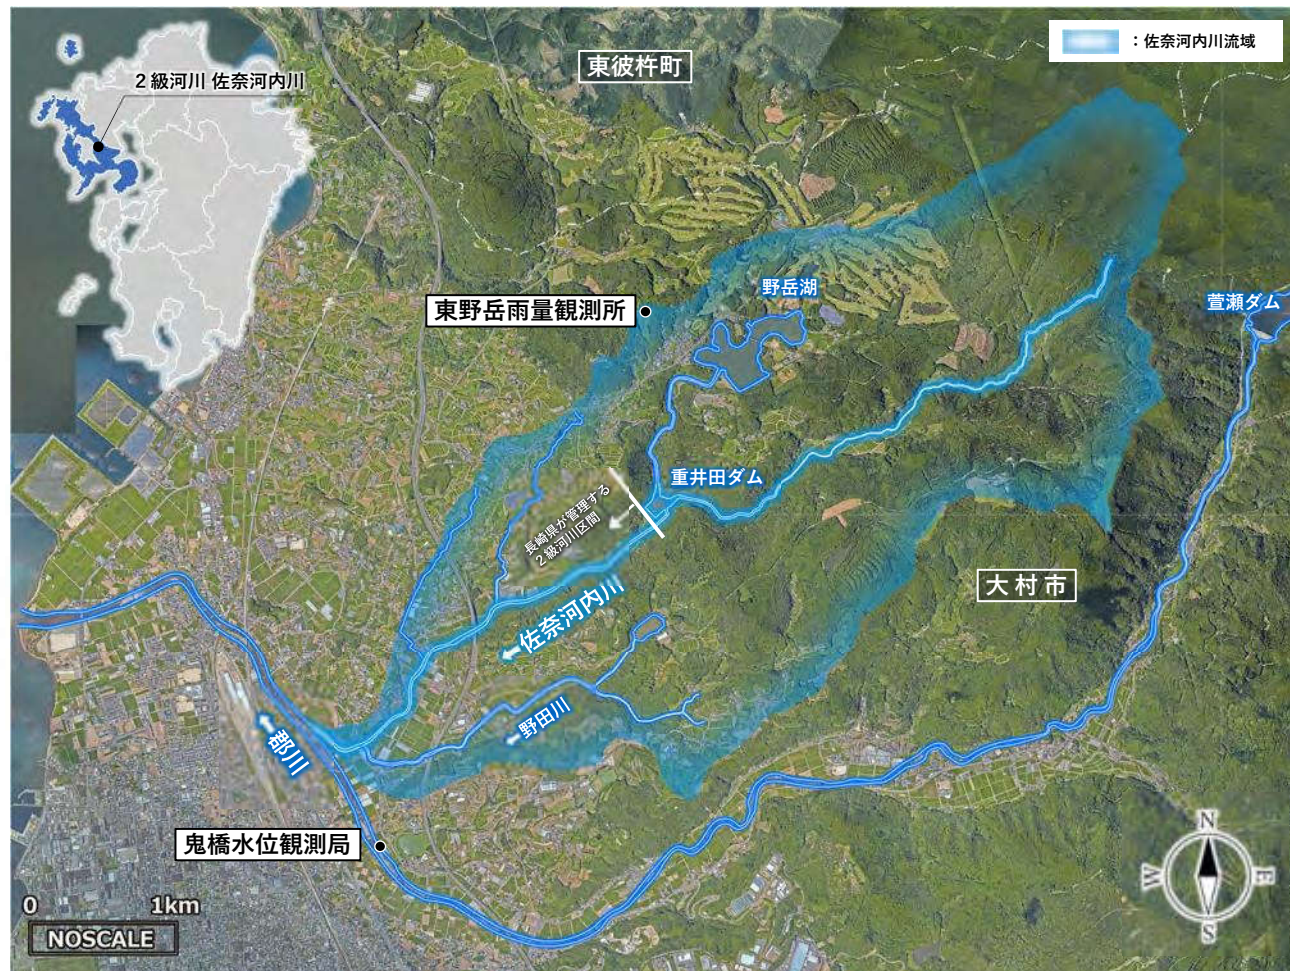 ：佐奈河内川流域
東彼杵町
２級河川 佐奈河内川
野岳湖
萱瀬ダム
東野岳雨量観測所
重井田ダム
長崎県が管理する
２級河川区間
大村市
佐奈河内川
野田川
郡川
鬼橋水位観測局
0 1km
NOSCALE
N
W E
S